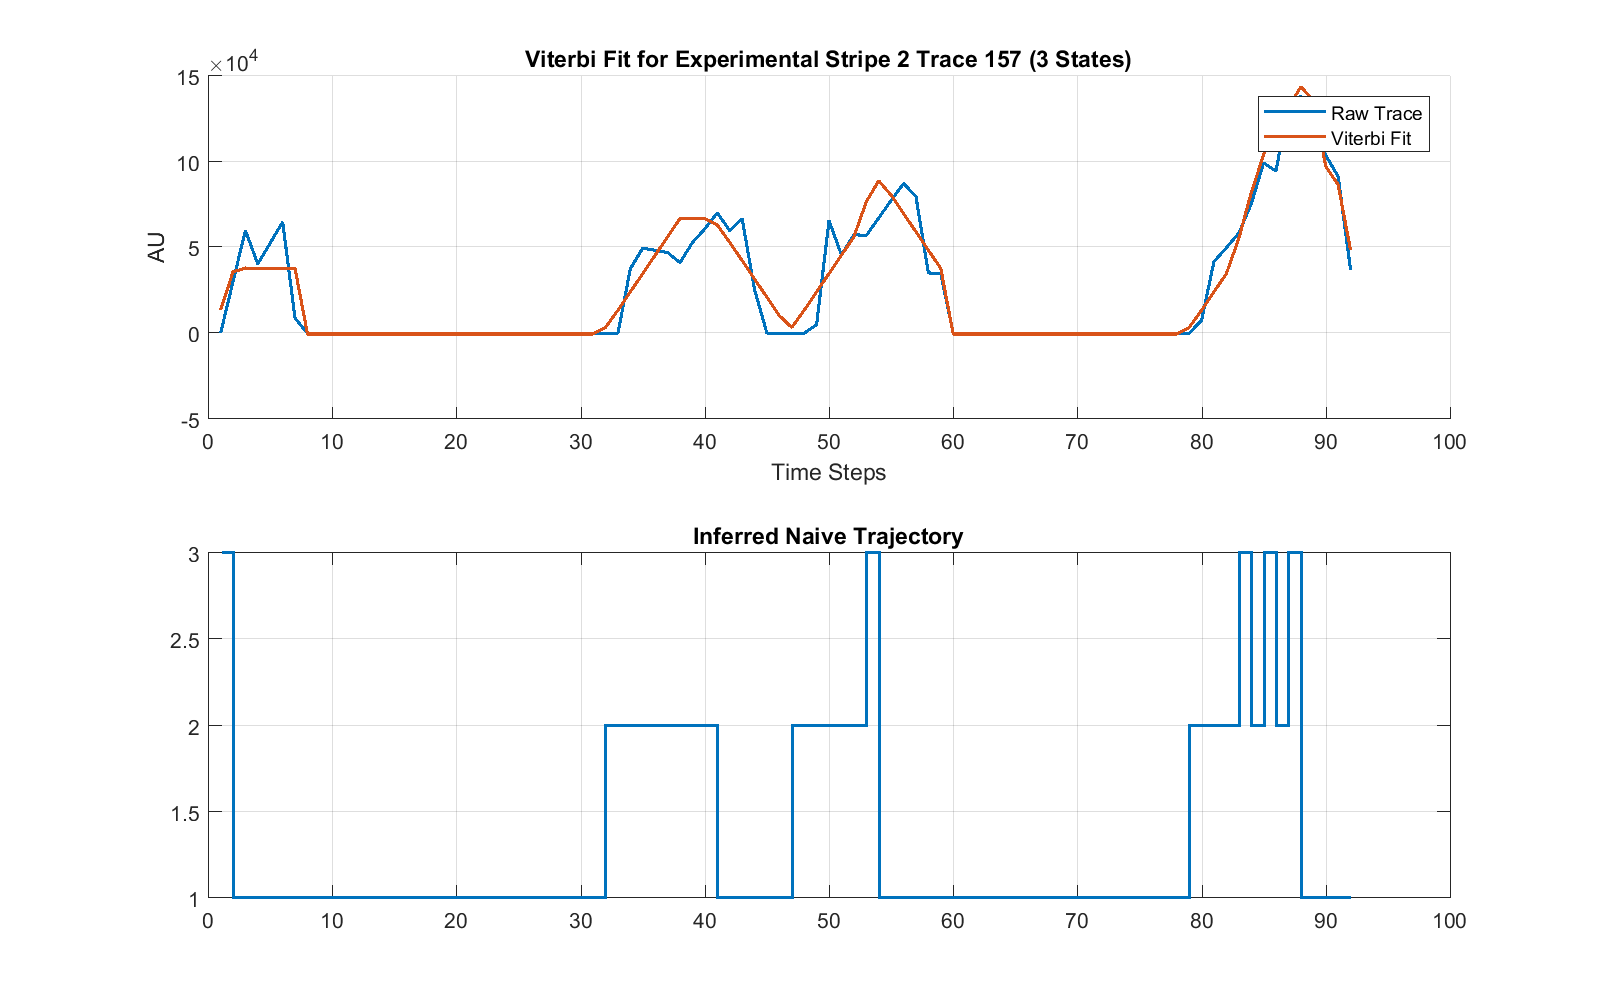 Viterbi Fit for Experimental Stripe 2 Trace 157 (3 States)
×10⁴
15
10
5
0
-5
AU
Raw Trace
Viterbi Fit
0 10 20 30 40 50 60 70 80 90 100
Time Steps
Inferred Naive Trajectory
3
2.5
2
1.5
1
0 10 20 30 40 50 60 70 80 90 100